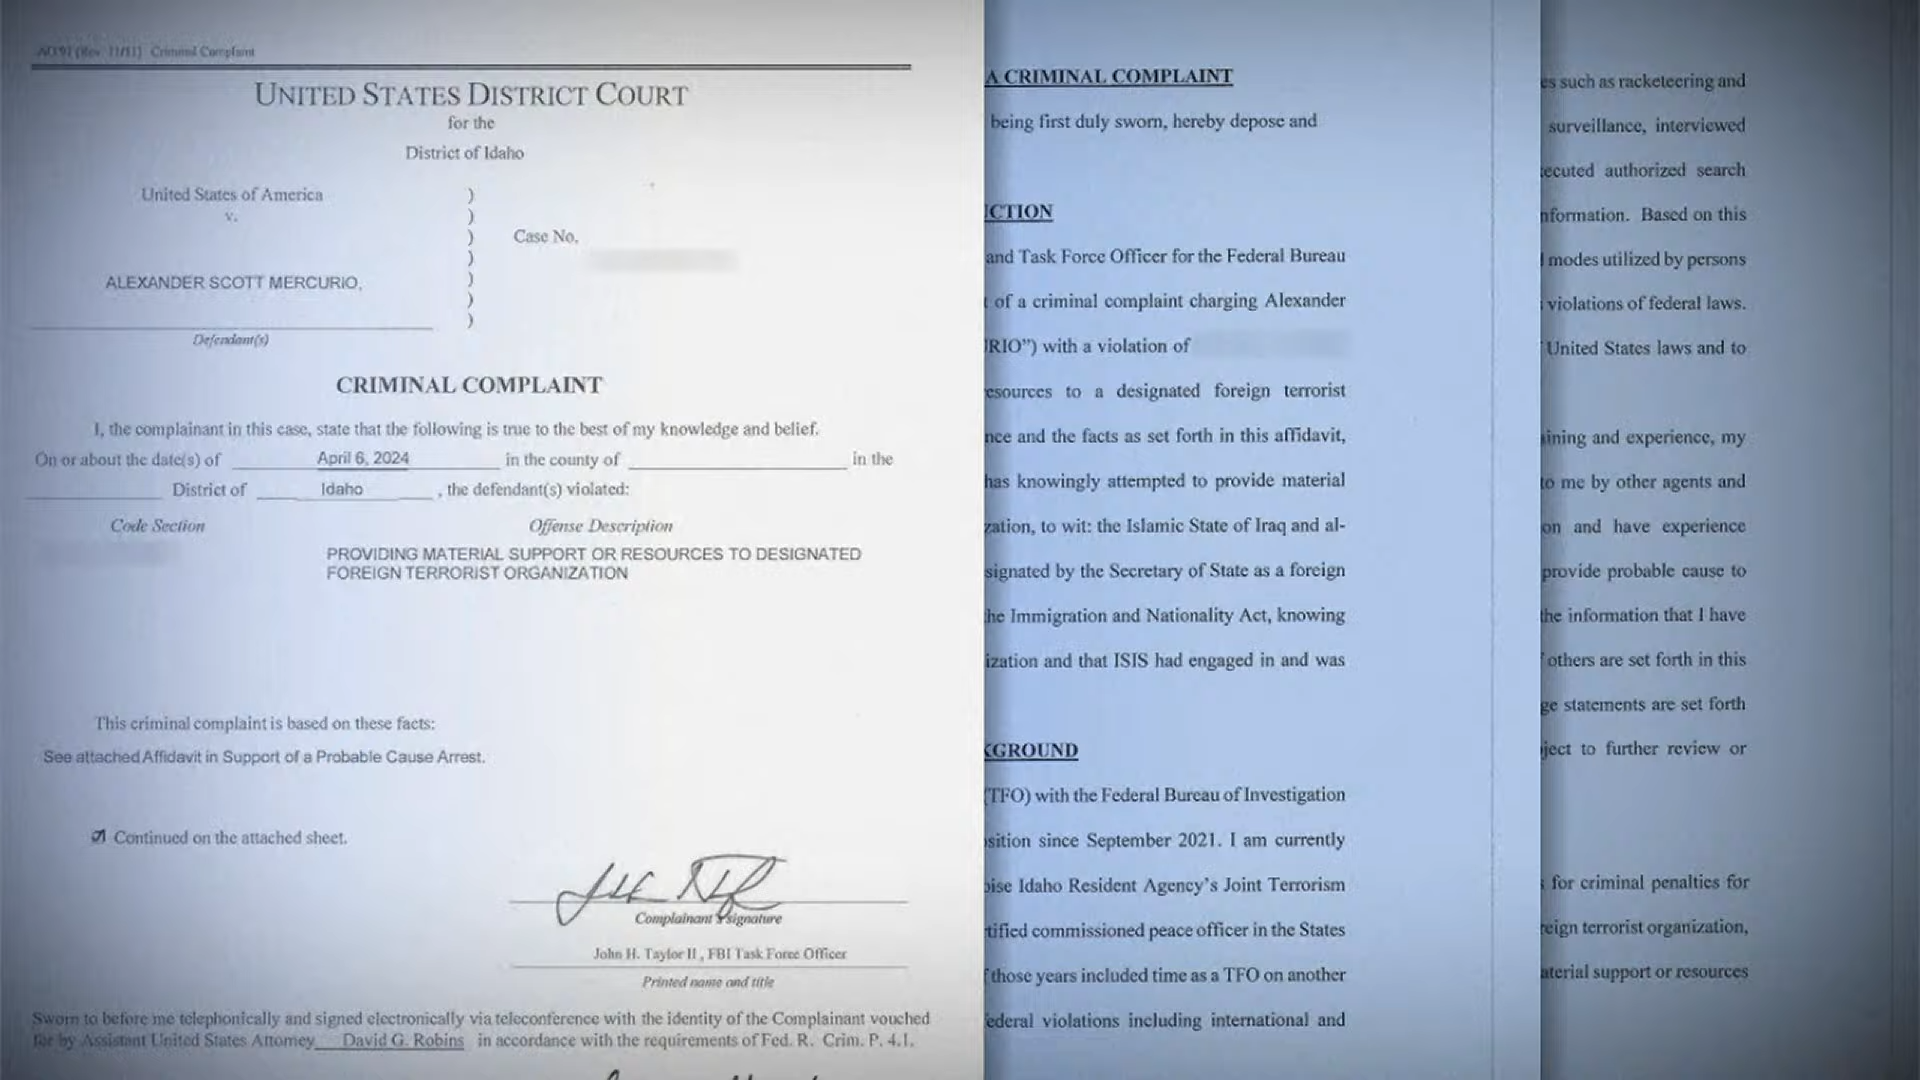 AO 91 (Rev. 11/11) Criminal Complaint
UNITED STATES DISTRICT COURT
for the
District of Idaho
United States of America
v.
ALEXANDER SCOTT MERCURIO,
Defendant(s)
)
)
)
)
)
)
)
Case No.
CRIMINAL COMPLAINT
I, the complainant in this case, state that the following is true to the best of my knowledge and belief.
On or about the date(s) of April 6, 2024 in the county of in the
District of Idaho , the defendant(s) violated:
Code Section Offense Description
PROVIDING MATERIAL SUPPORT OR RESOURCES TO DESIGNATED
FOREIGN TERRORIST ORGANIZATION
This criminal complaint is based on these facts:
See attached Affidavit in Support of a Probable Cause Arrest.
Continued on the attached sheet.
Complainant's signature
John H. Taylor II , FBI Task Force Officer
Printed name and title
Sworn to before me telephonically and signed electronically via teleconference with the identity of the Complainant vouched
for by Assistant United States Attorney David G. Robins in accordance with the requirements of Fed. R. Crim. P. 4.1.
A CRIMINAL COMPLAINT
being first duly sworn, hereby depose and
CTION
and Task Force Officer for the Federal Bureau
of a criminal complaint charging Alexander
RIO”) with a violation of
esources to a designated foreign terrorist
nce and the facts as set forth in this affidavit,
has knowingly attempted to provide material
zation, to wit: the Islamic State of Iraq and al-
signated by the Secretary of State as a foreign
he Immigration and Nationality Act, knowing
ization and that ISIS had engaged in and was
KGROUND
(TFO) with the Federal Bureau of Investigation
sition since September 2021. I am currently
oise Idaho Resident Agency’s Joint Terrorism
tified commissioned peace officer in the States
those years included time as a TFO on another
ederal violations including international and
es such as racketeering and
surveillance, interviewed
ecuted authorized search
nformation. Based on this
modes utilized by persons
violations of federal laws.
United States laws and to
aining and experience, my
to me by other agents and
on and have experience
provide probable cause to
the information that I have
others are set forth in this
ge statements are set forth
ject to further review or
for criminal penalties for
reign terrorist organization,
aterial support or resources